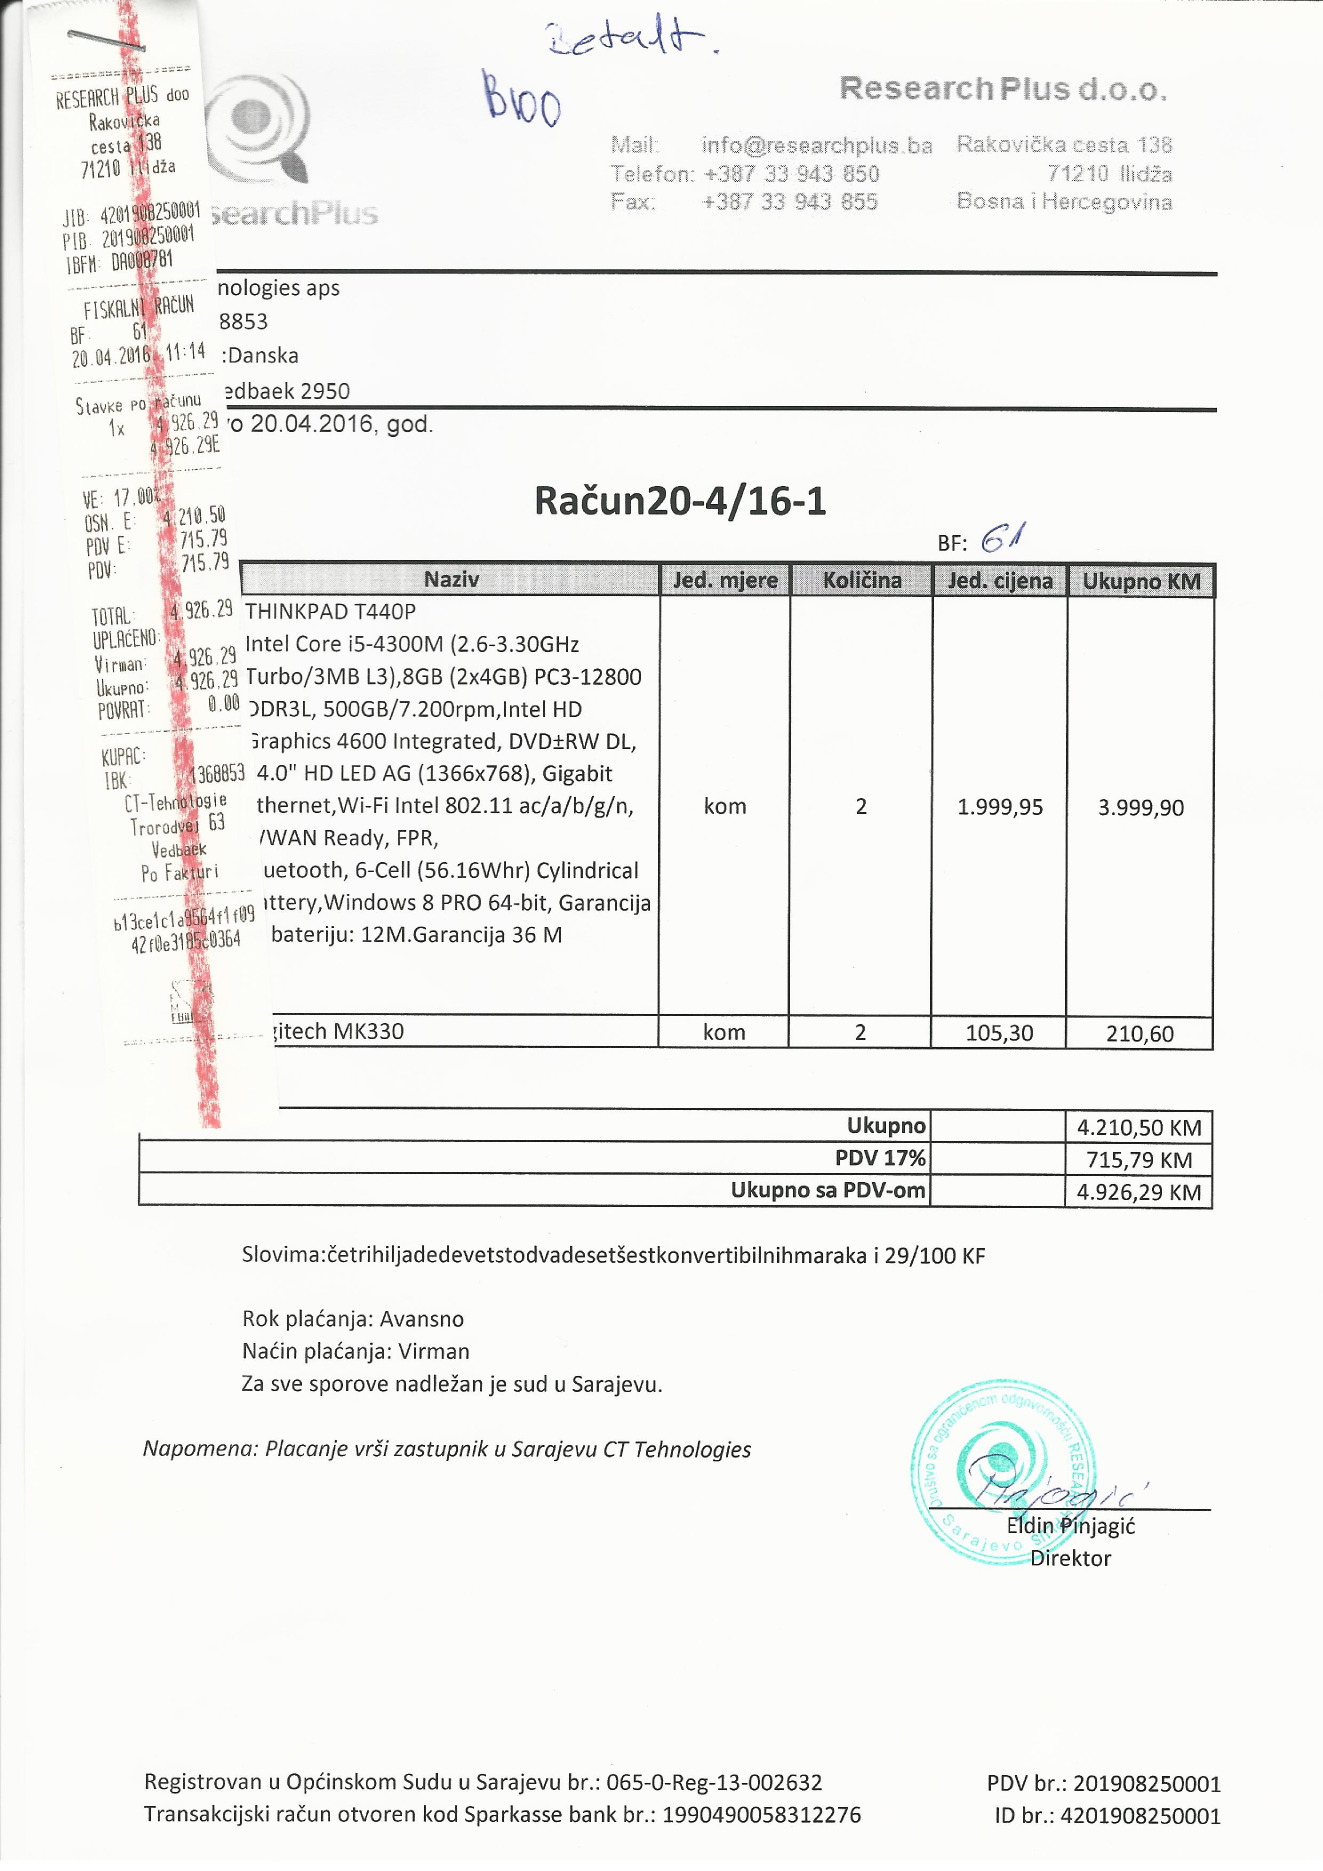 Betalt.
B100
RESEARCH PLUS doo
Rakovička
cesta 138
71210 Ilidža
JIB: 4201908250001
PIB: 201908250001
IBFM: DA008781
FISKALNI RAČUN
BF: 61
20.04.2016 11:14
Stavke po računu
1x 4.926.29
4.926.29E
VE: 17.00%
OSN. E: 4.210.50
PDV E: 715.79
PDV: 715.79
TOTAL: 4.926.29
UPLAĆENO:
Virman: 4.926.29
Ukupno: 4.926.29
POVRAT: 0.00
KUPAC:
IBK: 1368853
CT-Tehnologie
Trorodvej 63
Vedbaek
Po Fakturi
b13ce1c1a9564f1f09
42f0e3185c0364
searchPlus
Research Plus d.o.o.
Mail: info@researchplus.ba Rakovička cesta 138
Telefon: +387 33 943 850 71210 Ilidža
Fax: +387 33 943 855 Bosna i Hercegovina
nologies aps
8853
:Danska
edbaek 2950
o 20.04.2016, god.
Račun20-4/16-1
BF: 61
Naziv Jed. mjere Količina Jed. cijena Ukupno KM
THINKPAD T440P
Intel Core i5-4300M (2.6-3.30GHz
Turbo/3MB L3),8GB (2x4GB) PC3-12800
DDR3L, 500GB/7.200rpm,Intel HD
Graphics 4600 Integrated, DVD±RW DL,
4.0" HD LED AG (1366x768), Gigabit
thernet,Wi-Fi Intel 802.11 ac/a/b/g/n, kom 2 1.999,95 3.999,90
WAN Ready, FPR,
uetooth, 6-Cell (56.16Whr) Cylindrical
ttery,Windows 8 PRO 64-bit, Garancija
bateriju: 12M.Garancija 36 M
gitech MK330 kom 2 105,30 210,60
Ukupno 4.210,50 KM
PDV 17% 715,79 KM
Ukupno sa PDV-om 4.926,29 KM
Slovima:četrihiljadedevetstodvadesetšestkonvertibilnihmaraka i 29/100 KF
Rok plaćanja: Avansno
Naćin plaćanja: Virman
Za sve sporove nadležan je sud u Sarajevu.
Napomena: Placanje vrši zastupnik u Sarajevu CT Tehnologies
Društvo sa ograničenom odgovornošću RESEARCH PLUS
Sarajevo
Pinjagić
Eldin Pinjagić
Direktor
Registrovan u Općinskom Sudu u Sarajevu br.: 065-0-Reg-13-002632 PDV br.: 201908250001
Transakcijski račun otvoren kod Sparkasse bank br.: 1990490058312276 ID br.: 4201908250001